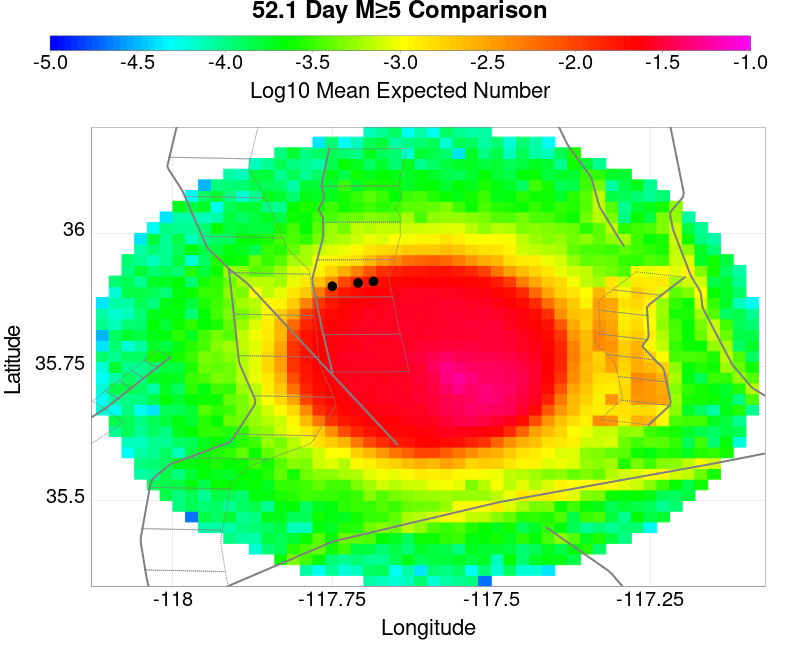 52.1 Day M≥5 Comparison
-5.0 -4.5 -4.0 -3.5 -3.0 -2.5 -2.0 -1.5 -1.0
Log10 Mean Expected Number
36
35.75
35.5
Latitude
-118 -117.75 -117.5 -117.25
Longitude